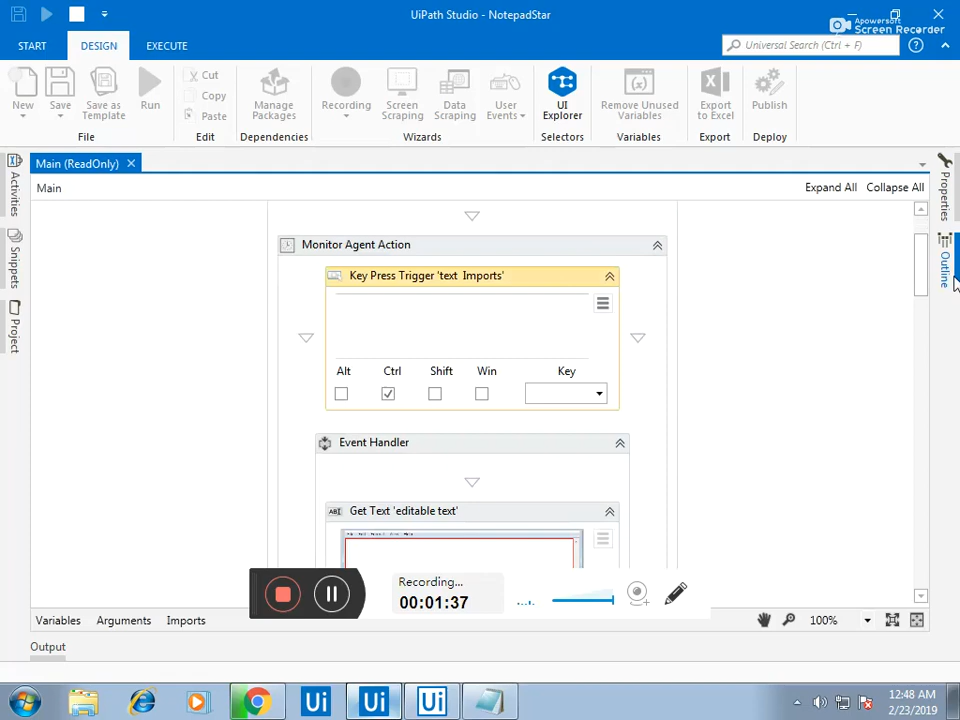 UiPath Studio - NotepadStar
Apowersoft
Screen Recorder
START
DESIGN
EXECUTE
Universal Search (Ctrl + F)
New
Save
Save as
Template
Run
File
Cut
Copy
Paste
Edit
Manage
Packages
Dependencies
Recording
Screen
Scraping
Data
Scraping
User
Events
Wizards
UI
Explorer
Selectors
Remove Unused
Variables
Variables
Export
to Excel
Export
Publish
Deploy
Main (ReadOnly)
Main
Expand All
Collapse All
Activities
Snippets
Project
Properties
Outline
Monitor Agent Action
Key Press Trigger 'text Imports'
Alt
Ctrl
Shift
Win
Key
Event Handler
Get Text 'editable text'
Recording...
00:01:37
Variables
Arguments
Imports
100%
Output
Ui
Ui
Ui
12:48 AM
2/23/2019